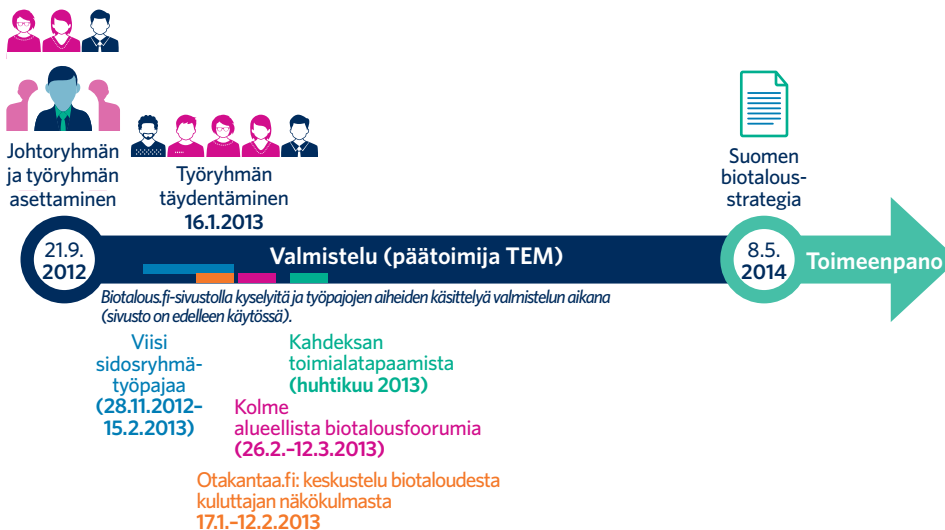 Johtoryhmän
ja työryhmän
asettaminen
Työryhmän
täydentäminen
16.1.2013
Suomen
biotalous-
strategia
21.9.
2012
Valmistelu (päätoimija TEM)
8.5.
2014
Toimeenpano
Biotalous.fi-sivustolla kyselyitä ja työpajojen aiheiden käsittelyä valmistelun aikana
(sivusto on edelleen käytössä).
Viisi
sidosryhmä-
työpajaa
(28.11.2012–
15.2.2013)
Kahdeksan
toimialatapaamista
(huhtikuu 2013)
Kolme
alueellista biotalousfoorumia
(26.2.–12.3.2013)
Otakantaa.fi: keskustelu biotaloudesta
kuluttajan näkökulmasta
17.1.–12.2.2013